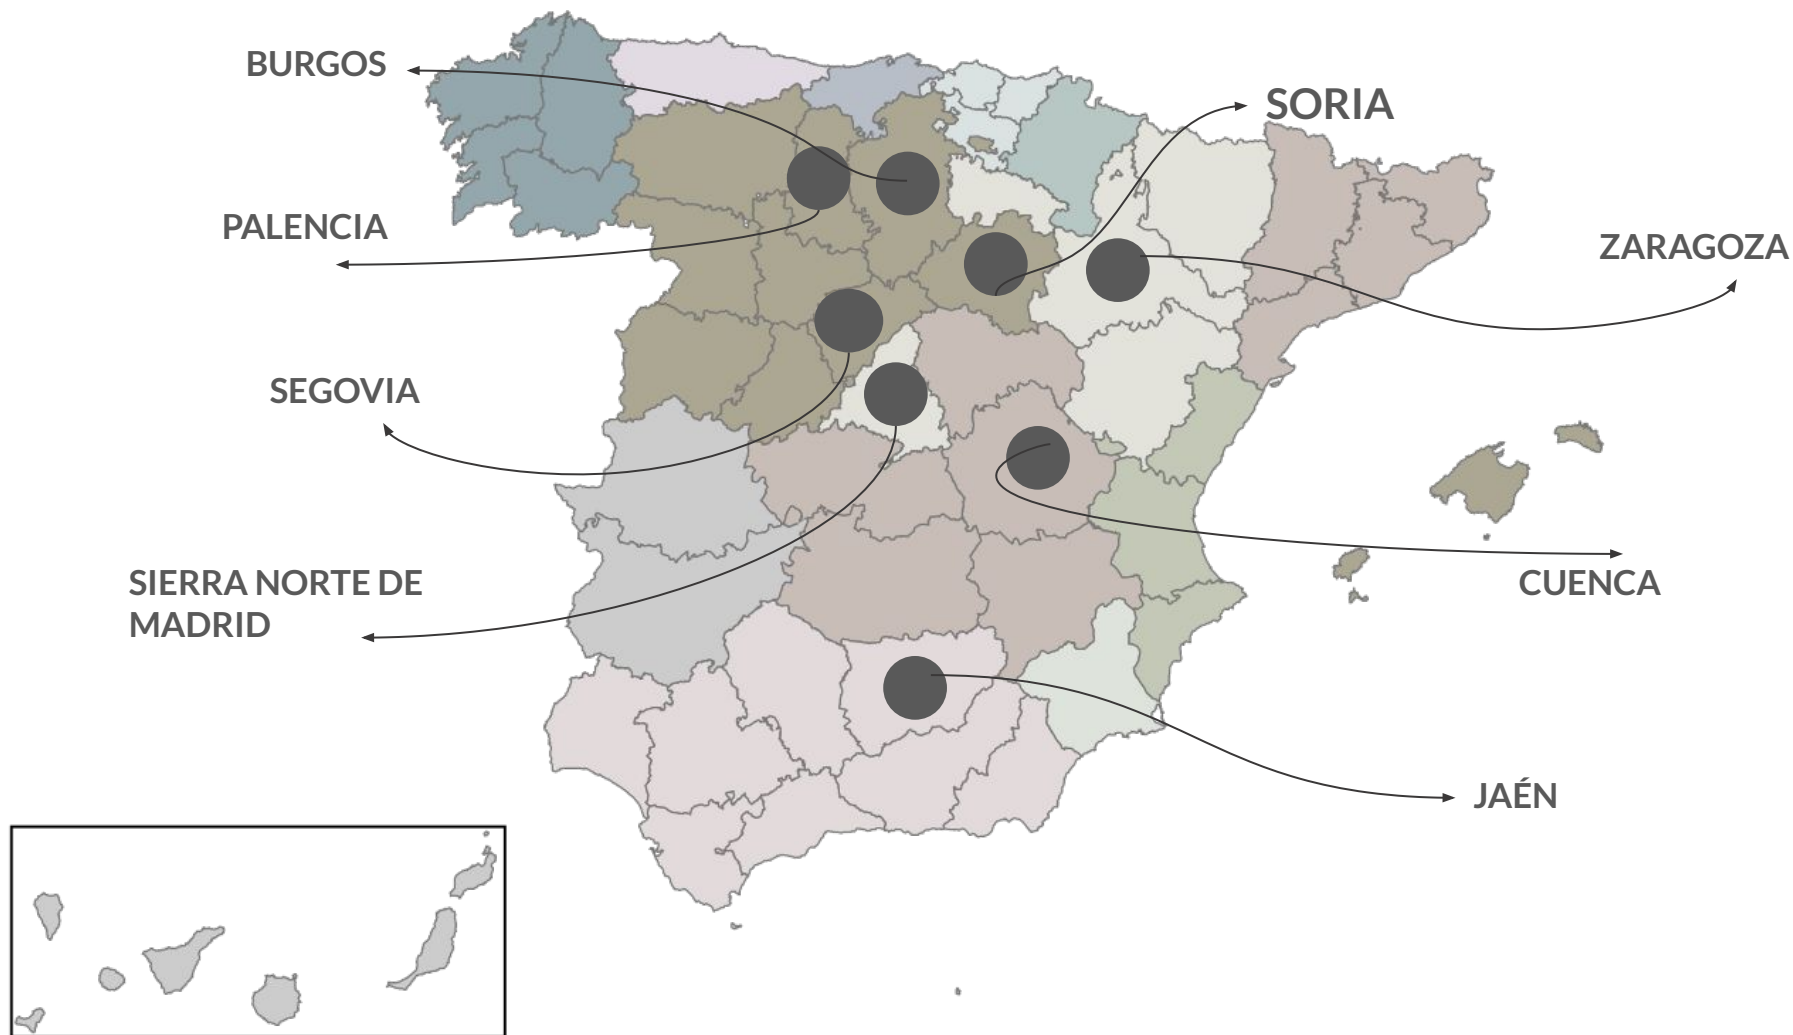 BURGOS
SORIA
PALENCIA
ZARAGOZA
SEGOVIA
SIERRA NORTE DE
MADRID
CUENCA
JAÉN